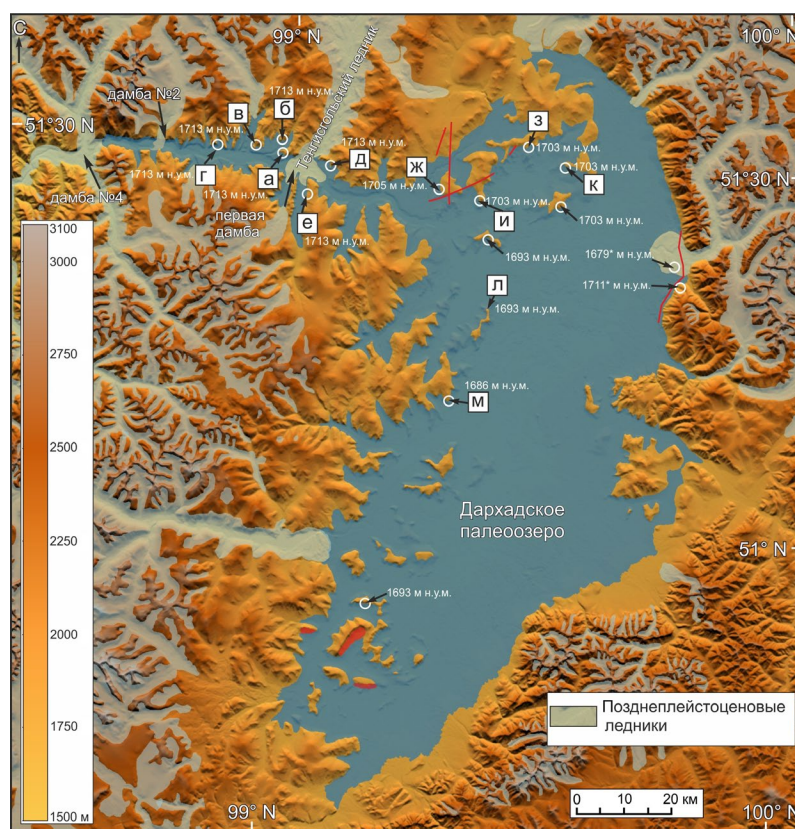 С
99° N
100° N
дамба №2
в
б
1713 м н.у.м.
Тенгисгольский ледник
51°30 N
1713 м н.у.м.
з
1703 м н.у.м.
1713 м н.у.м.
г
а
д
ж
1703 м н.у.м.
к
51°30 N
1713 м н.у.м.
1713 м н.у.м.
1705 м н.у.м.
дамба №4
первая
дамба
е
1703 м н.у.м.
и
1703 м н.у.м.
1713 м н.у.м.
1693 м н.у.м.
1679* м н.у.м.
3100
3000
л
1711* м н.у.м.
1693 м н.у.м.
2750
1686 м н.у.м.
м
2500
Дархадское
палеоозеро
2250
51° N
1693 м н.у.м.
2000
Позднеплейстоценовые
ледники
1750
1500 м
0 10 20 км
99° N
100° N